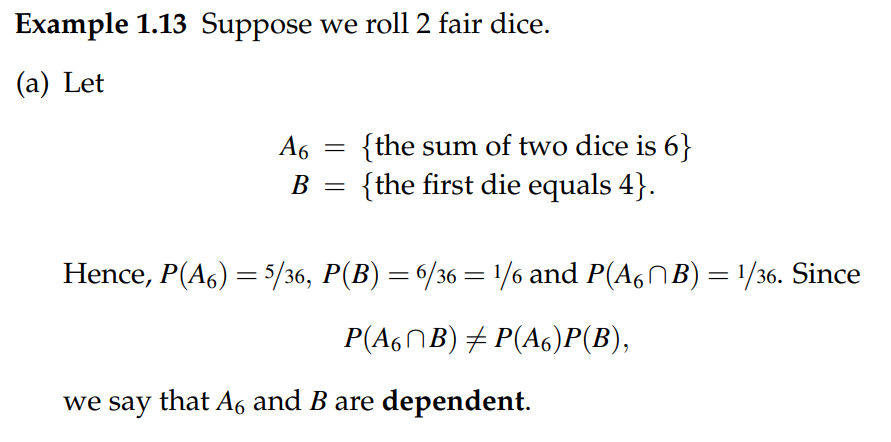 Example 1.13 Suppose we roll 2 fair dice.
(a) Let
A₆ = {the sum of two dice is 6}
B = {the first die equals 4}.
Hence, P(A₆) = 5/36, P(B) = 6/36 = 1/6 and P(A₆∩B) = 1/36. Since
P(A₆∩B) ≠ P(A₆)P(B),
we say that A₆ and B are dependent.